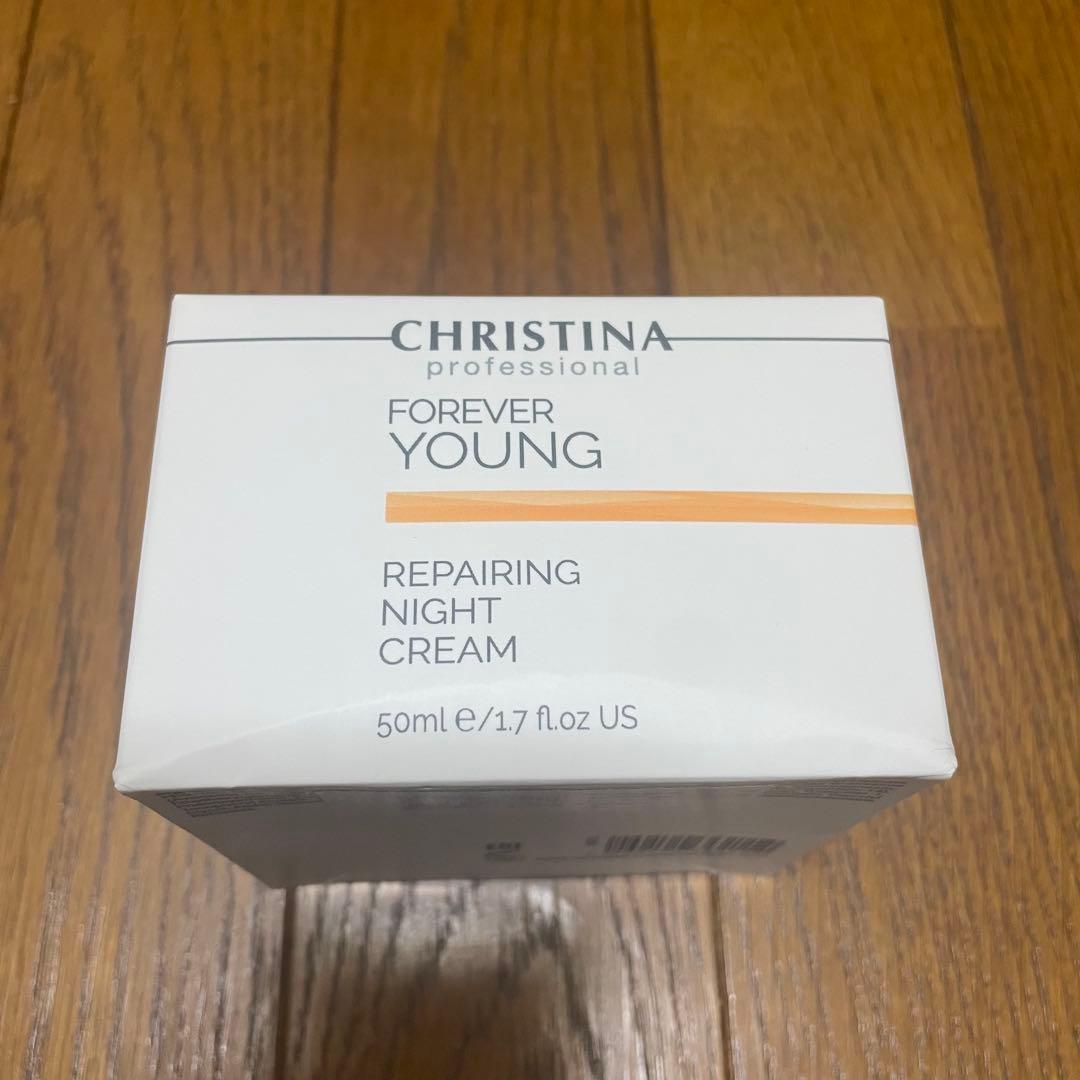 CHRISTINA
professional
FOREVER
YOUNG
REPAIRING
NIGHT
CREAM
50ml ℮/1.7 fl.oz US